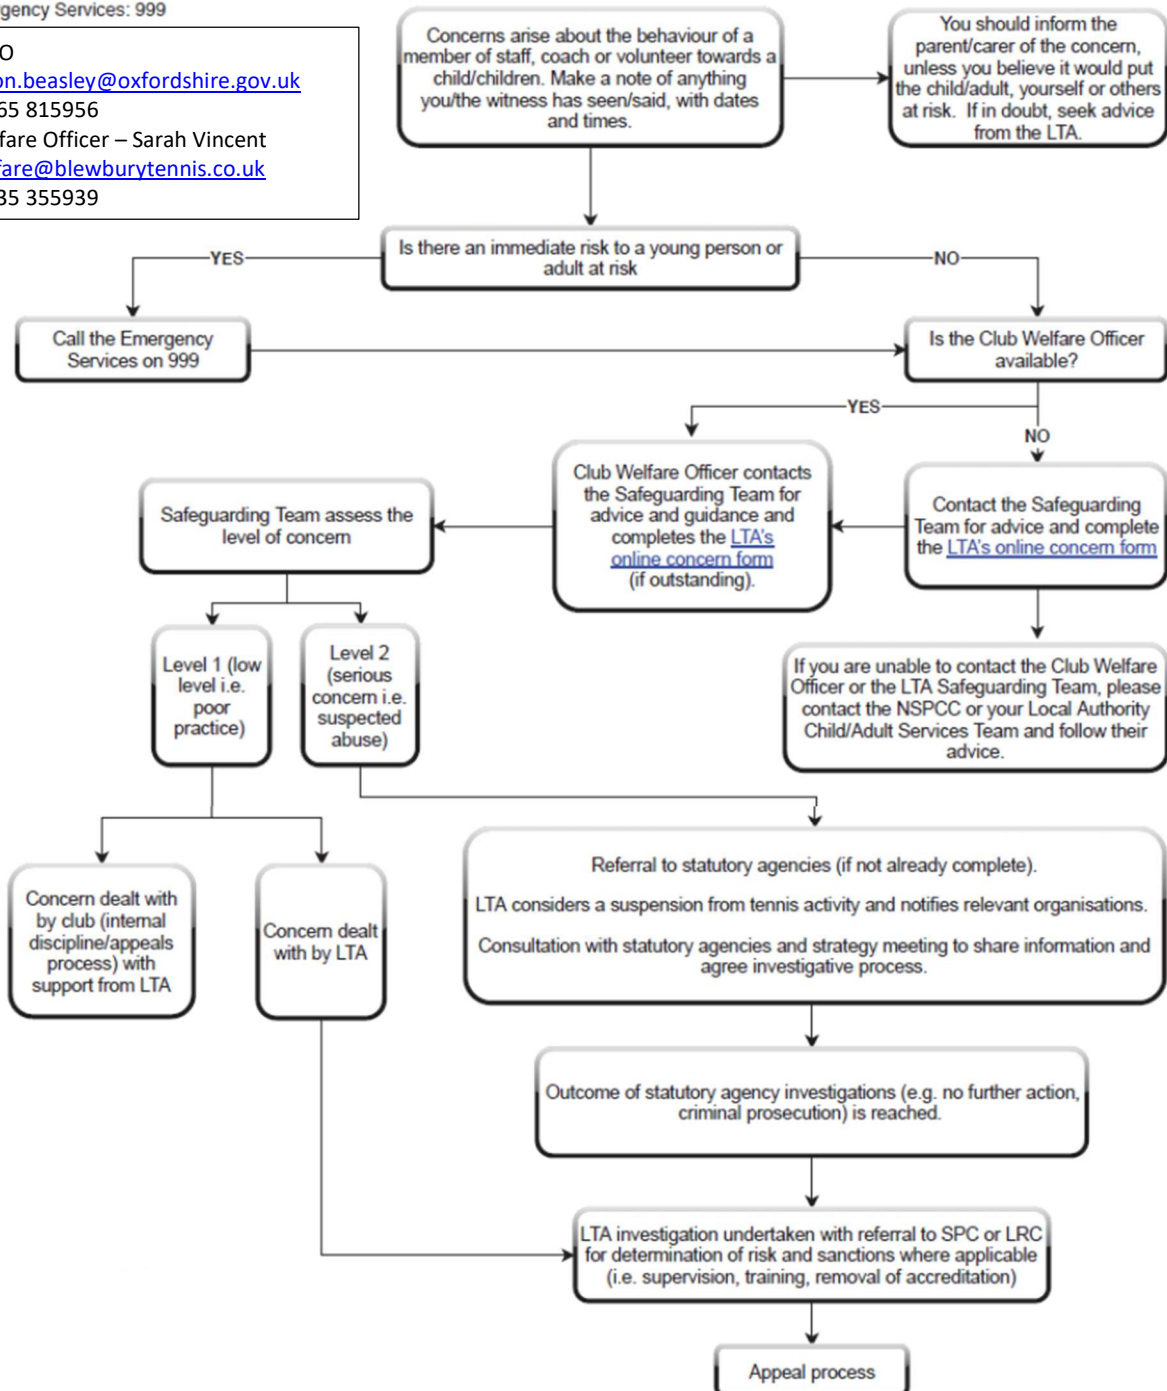 rgency Services: 999
O
on.beasley@oxfordshire.gov.uk
65 815956
fare Officer – Sarah Vincent
fare@blewburytennis.co.uk
35 355939
Concerns arise about the behaviour of a
member of staff, coach or volunteer towards a
child/children. Make a note of anything
you/the witness has seen/said, with dates
and times.
You should inform the
parent/carer of the concern,
unless you believe it would put
the child/adult, yourself or others
at risk. If in doubt, seek advice
from the LTA.
Is there an immediate risk to a young person or
adult at risk
YES
NO
Call the Emergency
Services on 999
Is the Club Welfare Officer
available?
YES
NO
Club Welfare Officer contacts
the Safeguarding Team for
advice and guidance and
completes the LTA's
online concern form
(if outstanding).
Contact the Safeguarding
Team for advice and complete
the LTA's online concern form
Safeguarding Team assess the
level of concern
Level 1 (low
level i.e.
poor
practice)
Level 2
(serious
concern i.e.
suspected
abuse)
If you are unable to contact the Club Welfare
Officer or the LTA Safeguarding Team, please
contact the NSPCC or your Local Authority
Child/Adult Services Team and follow their
advice.
Concern dealt with
by club (internal
discipline/appeals
process) with
support from LTA
Concern dealt
with by LTA
Referral to statutory agencies (if not already complete).
LTA considers a suspension from tennis activity and notifies relevant organisations.
Consultation with statutory agencies and strategy meeting to share information and
agree investigative process.
Outcome of statutory agency investigations (e.g. no further action,
criminal prosecution) is reached.
LTA investigation undertaken with referral to SPC or LRC
for determination of risk and sanctions where applicable
(i.e. supervision, training, removal of accreditation)
Appeal process